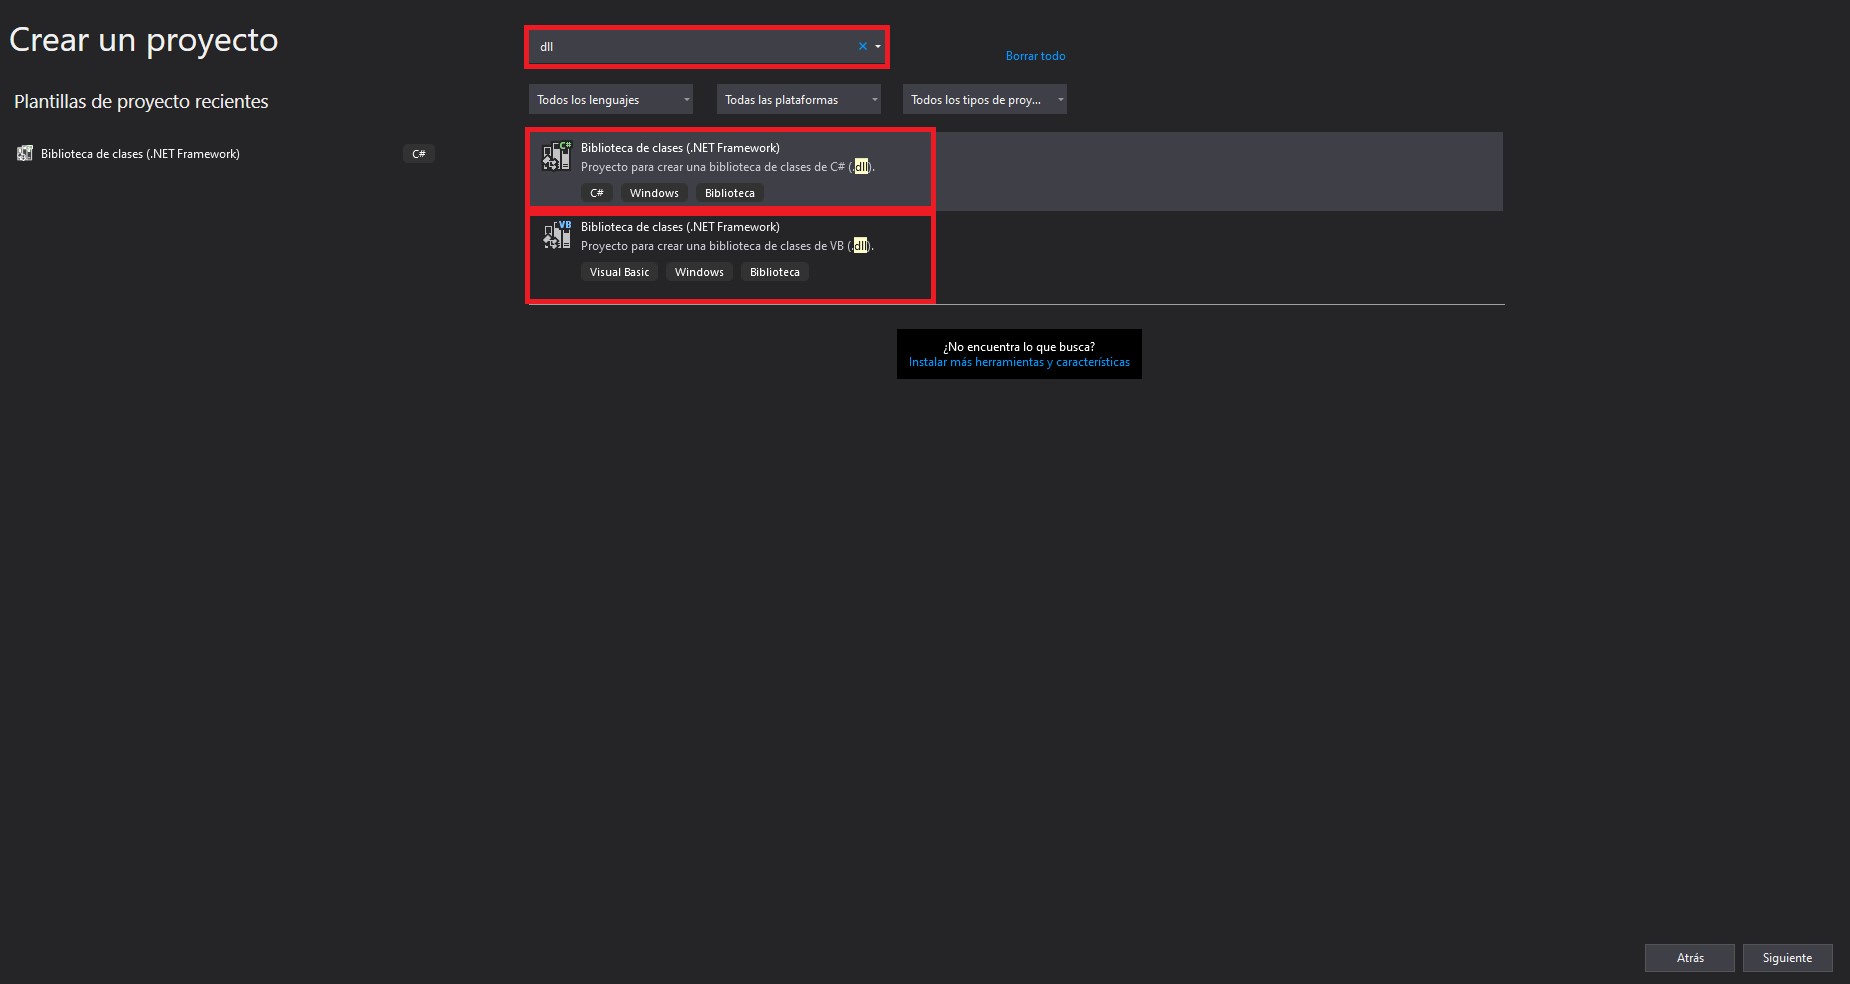 Crear un proyecto
Plantillas de proyecto recientes
Biblioteca de clases (.NET Framework)
C#
dll
Borrar todo
Todos los lenguajes
Todas las plataformas
Todos los tipos de proy...
C#
Biblioteca de clases (.NET Framework)
Proyecto para crear una biblioteca de clases de C# (.dll).
C#
Windows
Biblioteca
VB
Biblioteca de clases (.NET Framework)
Proyecto para crear una biblioteca de clases de VB (.dll).
Visual Basic
Windows
Biblioteca
¿No encuentra lo que busca?
Instalar más herramientas y características
Atrás
Siguiente